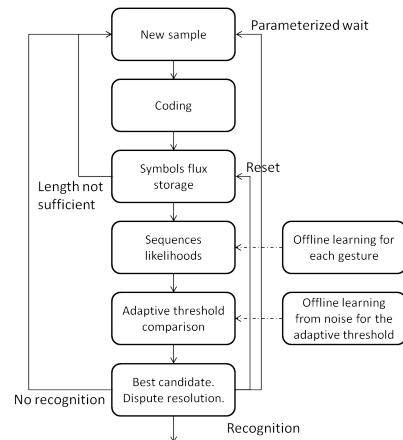 Parameterized wait
New sample
Coding
Symbols flux
storage
Reset
Length not
sufficient
Sequences
likelihoods
Offline learning for
each gesture
Adaptive threshold
comparison
Offline learning
from noise for the
adaptive threshold
Best candidate.
Dispute resolution.
No recognition
Recognition